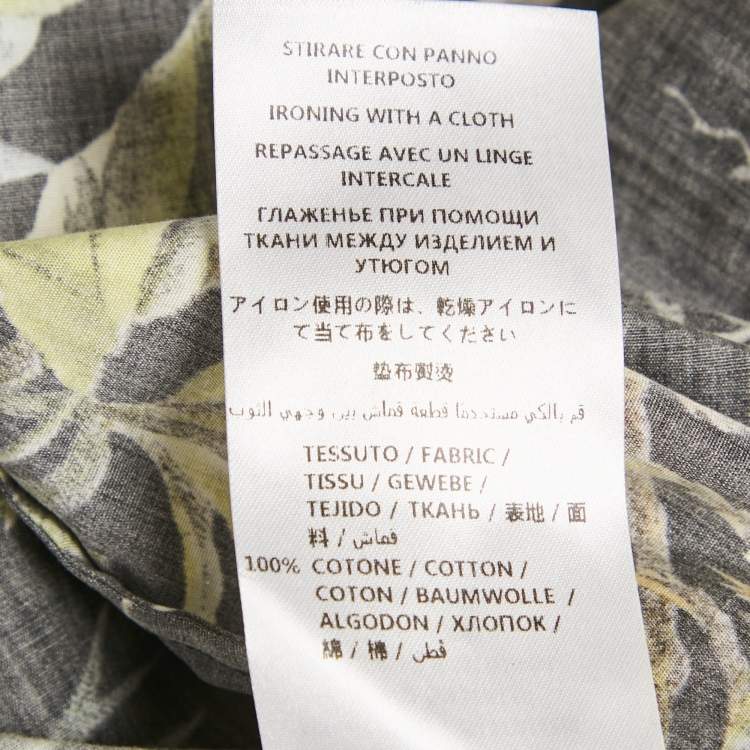 STIRARE CON PANNO
INTERPOSTO
IRONING WITH A CLOTH
REPASSAGE AVEC UN LINGE
INTERCALE
ГЛАЖЕНЬЕ ПРИ ПОМОЩИ
ТКАНИ МЕЖДУ ИЗДЕЛИЕМ И
УТЮГОМ
アイロン使用の際は、乾燥アイロンに
て当て布をしてください
垫布熨烫
قم بالكي مستخدمًا قطعة قماش بين وجهي الثوب
TESSUTO / FABRIC /
TISSU / GEWEBE /
TEJIDO / ТКАНЬ / 表地 / 面
料 / قماش
100% COTONE / COTTON /
COTON / BAUMWOLLE /
ALGODON / ХЛОПОК /
綿 / 棉 / قطن